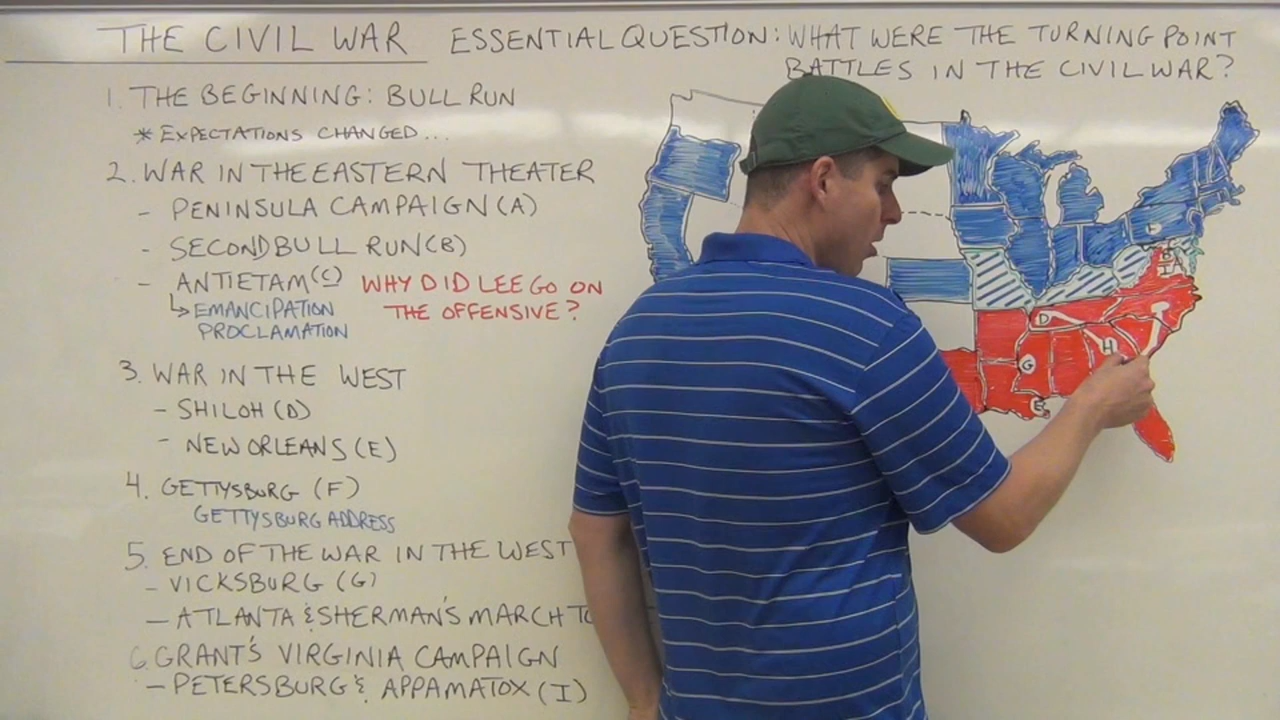 THE CIVIL WAR ESSENTIAL QUESTION: WHAT WERE THE TURNING POINT
BATTLES IN THE CIVIL WAR?
1. THE BEGINNING: BULL RUN
* EXPECTATIONS CHANGED...
2. WAR IN THE EASTERN THEATER
- PENINSULA CAMPAIGN (A)
- SECOND BULL RUN (B)
- ANTIETAM (C) WHY DID LEE GO ON
THE OFFENSIVE?
EMANCIPATION
PROCLAMATION
3. WAR IN THE WEST
- SHILOH (D)
- NEW ORLEANS (E)
4. GETTYSBURG (F)
GETTYSBURG ADDRESS
5. END OF THE WAR IN THE WEST
- VICKSBURG (G)
- ATLANTA & SHERMAN'S MARCH TO
6. GRANT'S VIRGINIA CAMPAIGN
- PETERSBURG & APPAMATOX (I)
D
H
G
E